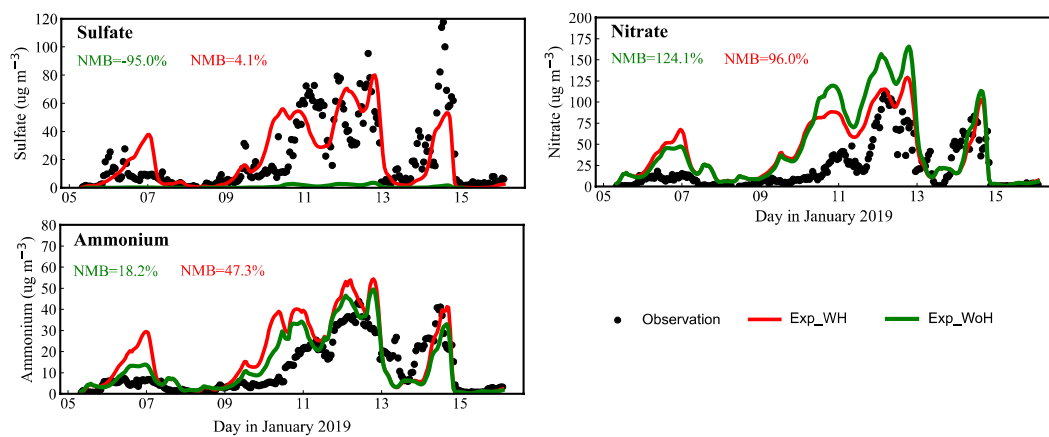 Sulfate
NMB=-95.0% NMB=4.1%
Sulfate (ug m−3)
120
100
80
60
40
20
0
05 07 09 11 13 15
Nitrate
NMB=124.1% NMB=96.0%
Nitrate (ug m−3)
200
175
150
125
100
75
50
25
0
05 07 09 11 13 15
Day in January 2019
Ammonium
NMB=18.2% NMB=47.3%
Ammonium (ug m−3)
80
70
60
50
40
30
20
10
0
05 07 09 11 13 15
Day in January 2019
Observation Exp_WH Exp_WoH